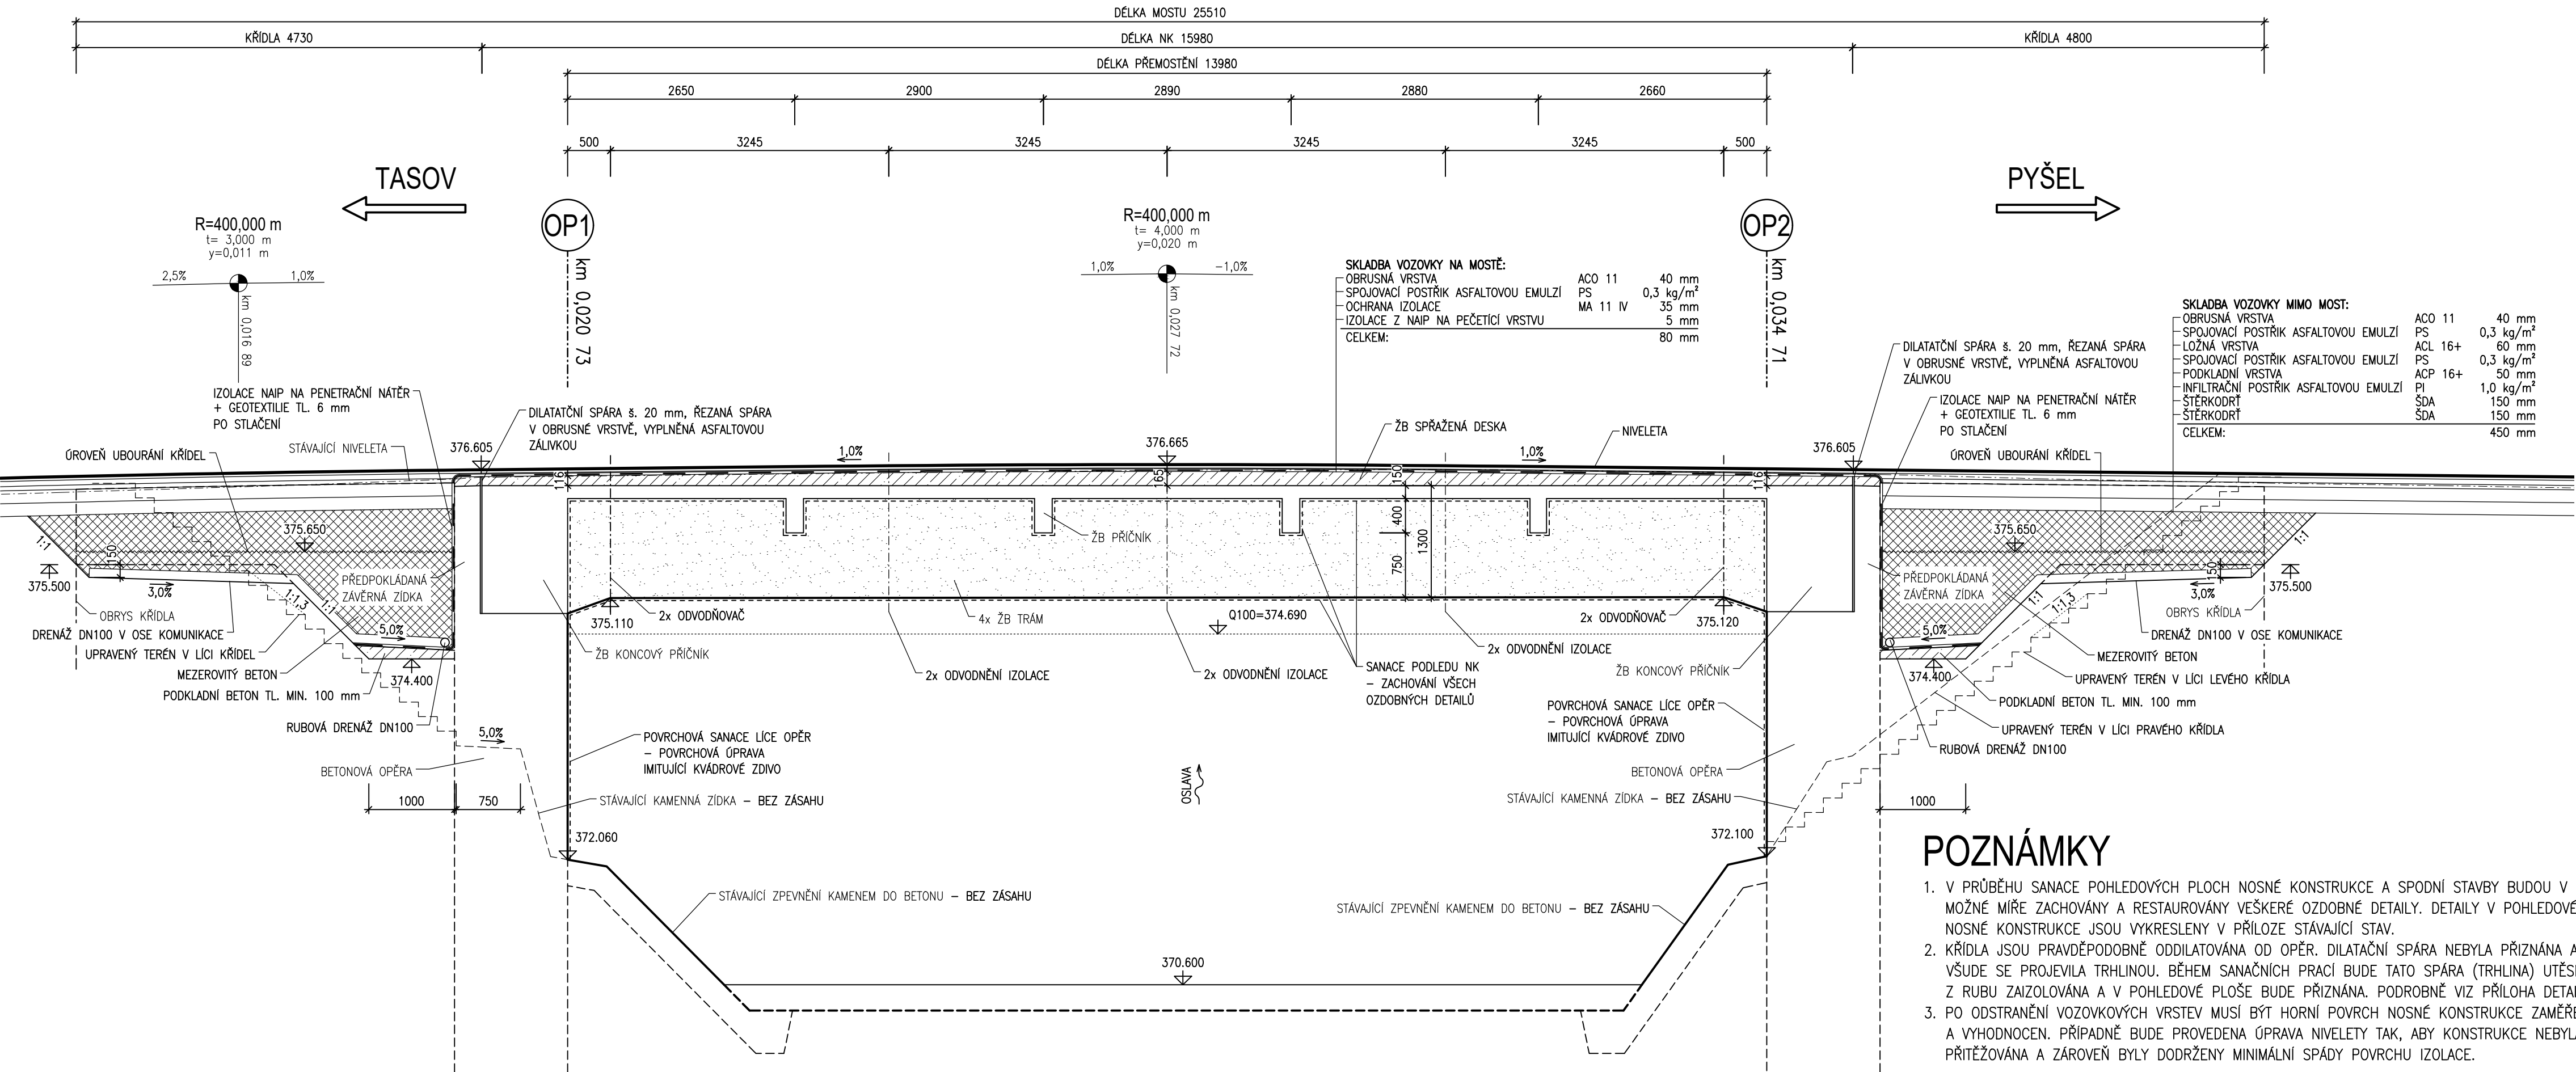 DÉLKA MOSTU 25510
KŘÍDLA 4730
DÉLKA NK 15980
KŘÍDLA 4800
DÉLKA PŘEMOSTĚNÍ 13980
2650
2900
2890
2880
2660
500
3245
3245
3245
3245
500
TASOV
PYŠEL
OP1
km 0,020 73
OP2
km 0,034 71
R=400,000 m
t= 3,000 m
y=0,011 m
2,5%
1,0%
km 0,016 89
R=400,000 m
t= 4,000 m
y=0,020 m
1,0%
-1,0%
km 0,027 72
SKLADBA VOZOVKY NA MOSTĚ:
OBRUSNÁ VRSTVA ACO 11 40 mm
SPOJOVACÍ POSTŘIK ASFALTOVOU EMULZÍ PS 0,3 kg/m²
OCHRANA IZOLACE MA 11 IV 35 mm
IZOLACE Z NAIP NA PEČETÍCÍ VRSTVU 5 mm
CELKEM: 80 mm
SKLADBA VOZOVKY MIMO MOST:
OBRUSNÁ VRSTVA ACO 11 40 mm
SPOJOVACÍ POSTŘIK ASFALTOVOU EMULZÍ PS 0,3 kg/m²
LOŽNÁ VRSTVA ACL 16+ 60 mm
SPOJOVACÍ POSTŘIK ASFALTOVOU EMULZÍ PS 0,3 kg/m²
PODKLADNÍ VRSTVA ACP 16+ 50 mm
INFILTRAČNÍ POSTŘIK ASFALTOVOU EMULZÍ PI 1,0 kg/m²
ŠTĚRKODRŤ ŠDA 150 mm
ŠTĚRKODRŤ ŠDA 150 mm
CELKEM: 450 mm
IZOLACE NAIP NA PENETRAČNÍ NÁTĚR
+ GEOTEXTILIE TL. 6 mm
PO STLAČENÍ
DILATATČNÍ SPÁRA š. 20 mm, ŘEZANÁ SPÁRA
V OBRUSNÉ VRSTVĚ, VYPLNĚNÁ ASFALTOVOU
ZÁLIVKOU
DILATATČNÍ SPÁRA š. 20 mm, ŘEZANÁ SPÁRA
V OBRUSNÉ VRSTVĚ, VYPLNĚNÁ ASFALTOVOU
ZÁLIVKOU
IZOLACE NAIP NA PENETRAČNÍ NÁTĚR
+ GEOTEXTILIE TL. 6 mm
PO STLAČENÍ
STÁVAJÍCÍ NIVELETA
ÚROVEŇ UBOURÁNÍ KŘÍDEL
376.605
1,0%
376.665
ŽB SPŘAŽENÁ DESKA
1,0%
NIVELETA
376.605
ÚROVEŇ UBOURÁNÍ KŘÍDEL
116
165
150
116
400
750
1300
375.650
375.650
1:1
150
375.500
3,0%
PŘEDPOKLÁDANÁ
ZÁVĚRNÁ ZÍDKA
1:1,3
1:1
OBRYS KŘÍDLA
DRENÁŽ DN100 V OSE KOMUNIKACE
5,0%
UPRAVENÝ TERÉN V LÍCI KŘÍDEL
MEZEROVITÝ BETON
374.400
PODKLADNÍ BETON TL. MIN. 100 mm
RUBOVÁ DRENÁŽ DN100
5,0%
BETONOVÁ OPĚRA
1000
750
ŽB PŘÍČNÍK
375.110
2x ODVODŇOVAČ
4x ŽB TRÁM
Q100=374.690
2x ODVODŇOVAČ
375.120
ŽB KONCOVÝ PŘÍČNÍK
2x ODVODNĚNÍ IZOLACE
2x ODVODNĚNÍ IZOLACE
2x ODVODNĚNÍ IZOLACE
SANACE PODLEDU NK
– ZACHOVÁNÍ VŠECH
OZDOBNÝCH DETAILŮ
ŽB KONCOVÝ PŘÍČNÍK
POVRCHOVÁ SANACE LÍCE OPĚR
– POVRCHOVÁ ÚPRAVA
IMITUJÍCÍ KVÁDROVÉ ZDIVO
POVRCHOVÁ SANACE LÍCE OPĚR
– POVRCHOVÁ ÚPRAVA
IMITUJÍCÍ KVÁDROVÉ ZDIVO
STÁVAJÍCÍ KAMENNÁ ZÍDKA – BEZ ZÁSAHU
OSLAVA
BETONOVÁ OPĚRA
STÁVAJÍCÍ KAMENNÁ ZÍDKA – BEZ ZÁSAHU
372.060
372.100
STÁVAJÍCÍ ZPEVNĚNÍ KAMENEM DO BETONU – BEZ ZÁSAHU
STÁVAJÍCÍ ZPEVNĚNÍ KAMENEM DO BETONU – BEZ ZÁSAHU
370.600
PŘEDPOKLÁDANÁ
ZÁVĚRNÁ ZÍDKA
1:1
150
375.500
3,0%
1:1
1:1,3
OBRYS KŘÍDLA
5,0%
DRENÁŽ DN100 V OSE KOMUNIKACE
MEZEROVITÝ BETON
374.400
UPRAVENÝ TERÉN V LÍCI LEVÉHO KŘÍDLA
PODKLADNÍ BETON TL. MIN. 100 mm
UPRAVENÝ TERÉN V LÍCI PRAVÉHO KŘÍDLA
RUBOVÁ DRENÁŽ DN100
1000
POZNÁMKY
1. V PRŮBĚHU SANACE POHLEDOVÝCH PLOCH NOSNÉ KONSTRUKCE A SPODNÍ STAVBY BUDOU V
MOŽNÉ MÍŘE ZACHOVÁNY A RESTAUROVÁNY VEŠKERÉ OZDOBNÉ DETAILY. DETAILY V POHLEDOVÉ
NOSNÉ KONSTRUKCE JSOU VYKRESLENY V PŘÍLOZE STÁVAJÍCÍ STAV.
2. KŘÍDLA JSOU PRAVDĚPODOBNĚ ODDILATOVÁNA OD OPĚR. DILATAČNÍ SPÁRA NEBYLA PŘIZNÁNA A
VŠUDE SE PROJEVILA TRHLINOU. BĚHEM SANAČNÍCH PRACÍ BUDE TATO SPÁRA (TRHLINA) UTĚS
Z RUBU ZAIZOLOVÁNA A V POHLEDOVÉ PLOŠE BUDE PŘIZNÁNA. PODROBNĚ VIZ PŘÍLOHA DETA
3. PO ODSTRANĚNÍ VOZOVKOVÝCH VRSTEV MUSÍ BÝT HORNÍ POVRCH NOSNÉ KONSTRUKCE ZAMĚŘE
A VYHODNOCEN. PŘÍPADNĚ BUDE PROVEDENA ÚPRAVA NIVELETY TAK, ABY KONSTRUKCE NEBYL
PŘITĚŽOVÁNA A ZÁROVEŇ BYLY DODRŽENY MINIMÁLNÍ SPÁDY POVRCHU IZOLACE.